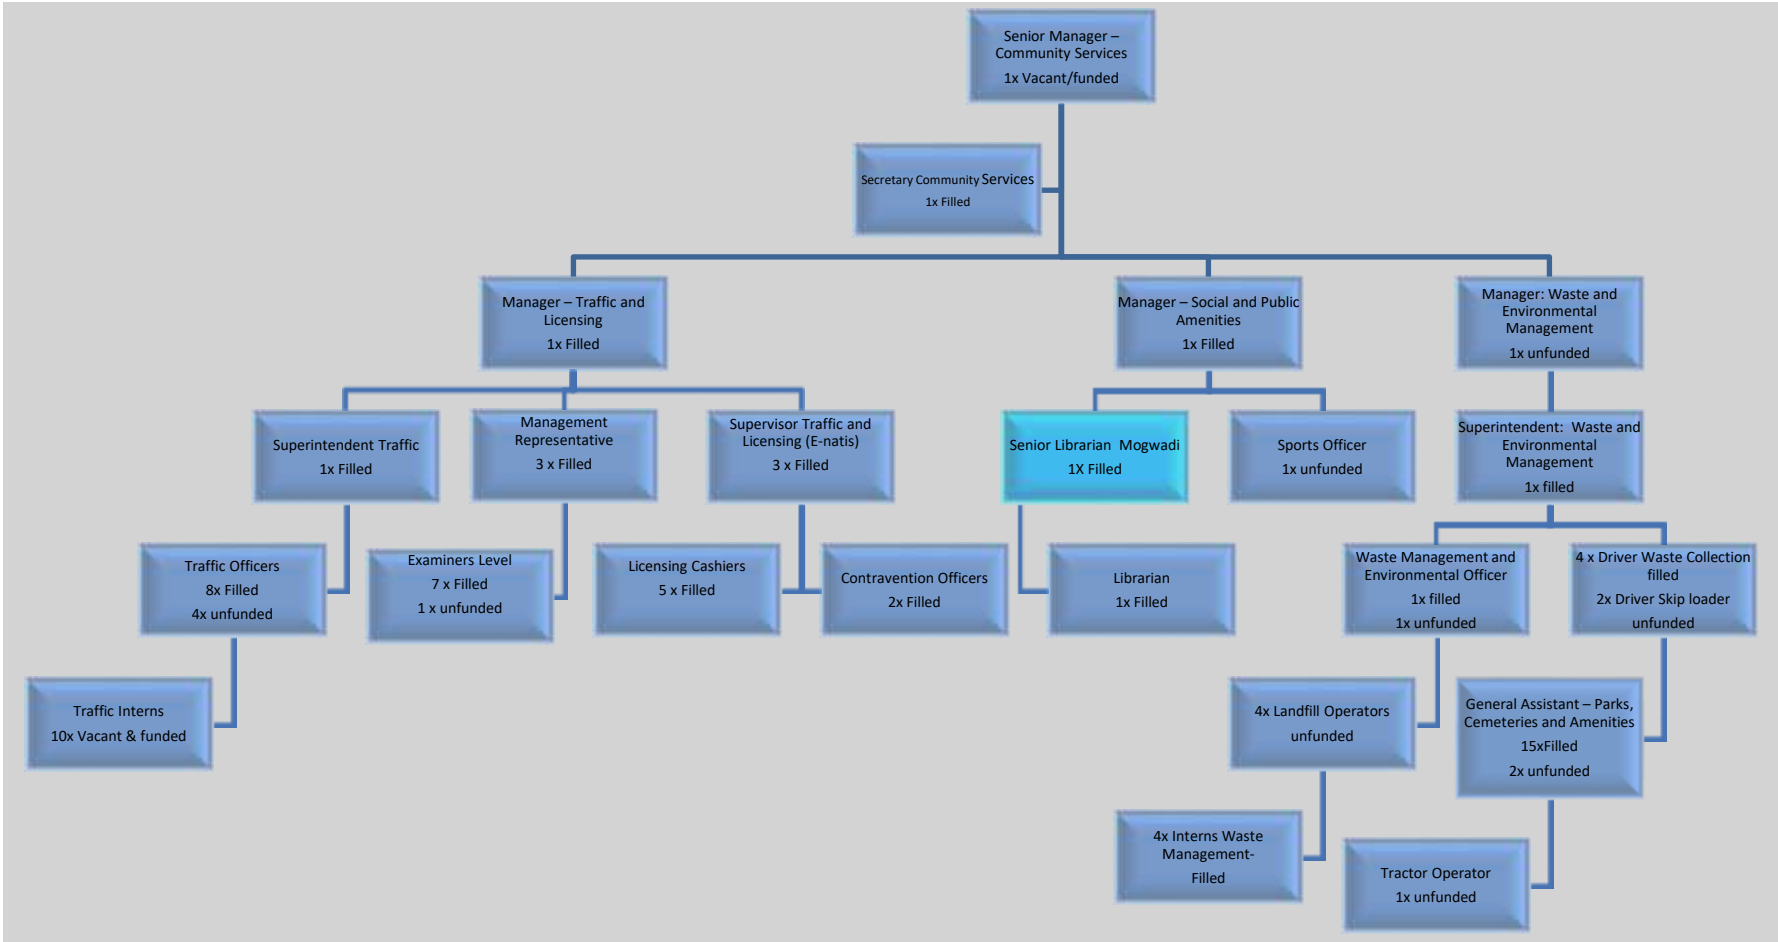 Senior Manager –
Community Services
1x Vacant/funded
Secretary Community Services
1x Filled
Manager – Traffic and
Licensing
1x Filled
Manager – Social and Public
Amenities
1x Filled
Manager: Waste and
Environmental
Management
1x unfunded
Superintendent Traffic
1x Filled
Management
Representative
3 x Filled
Supervisor Traffic and
Licensing (E-natis)
3 x Filled
Senior Librarian  Mogwadi
1X Filled
Sports Officer
1x unfunded
Superintendent:  Waste and
Environmental
Management
1x filled
Traffic Officers
8x Filled
4x unfunded
Examiners Level
7 x Filled
1 x unfunded
Licensing Cashiers
5 x Filled
Contravention Officers
2x Filled
Librarian
1x Filled
Waste Management and
Environmental Officer
1x filled
1x unfunded
4 x Driver Waste Collection
filled
2x Driver Skip loader
unfunded
Traffic Interns
10x Vacant & funded
4x Landfill Operators
unfunded
General Assistant – Parks,
Cemeteries and Amenities
15xFilled
2x unfunded
4x Interns Waste
Management-
Filled
Tractor Operator
1x unfunded